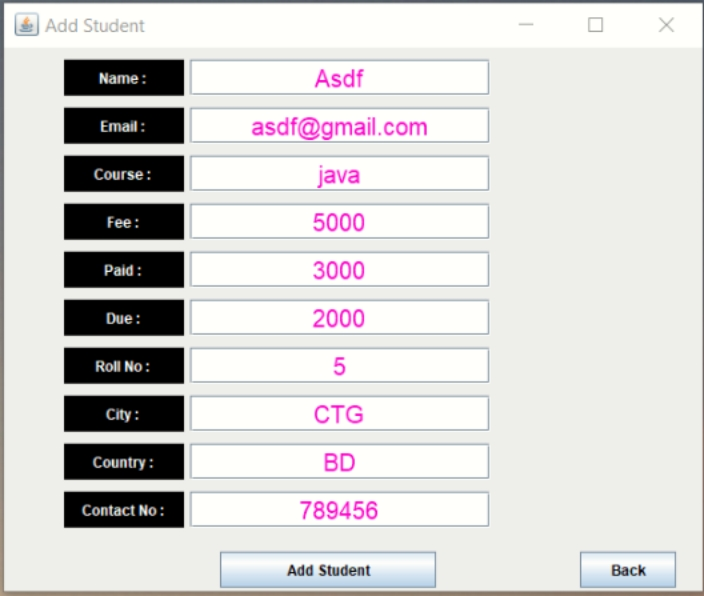 Add Student
Name : Asdf
Email : asdf@gmail.com
Course : java
Fee : 5000
Paid : 3000
Due : 2000
Roll No : 5
City : CTG
Country : BD
Contact No : 789456
Add Student Back